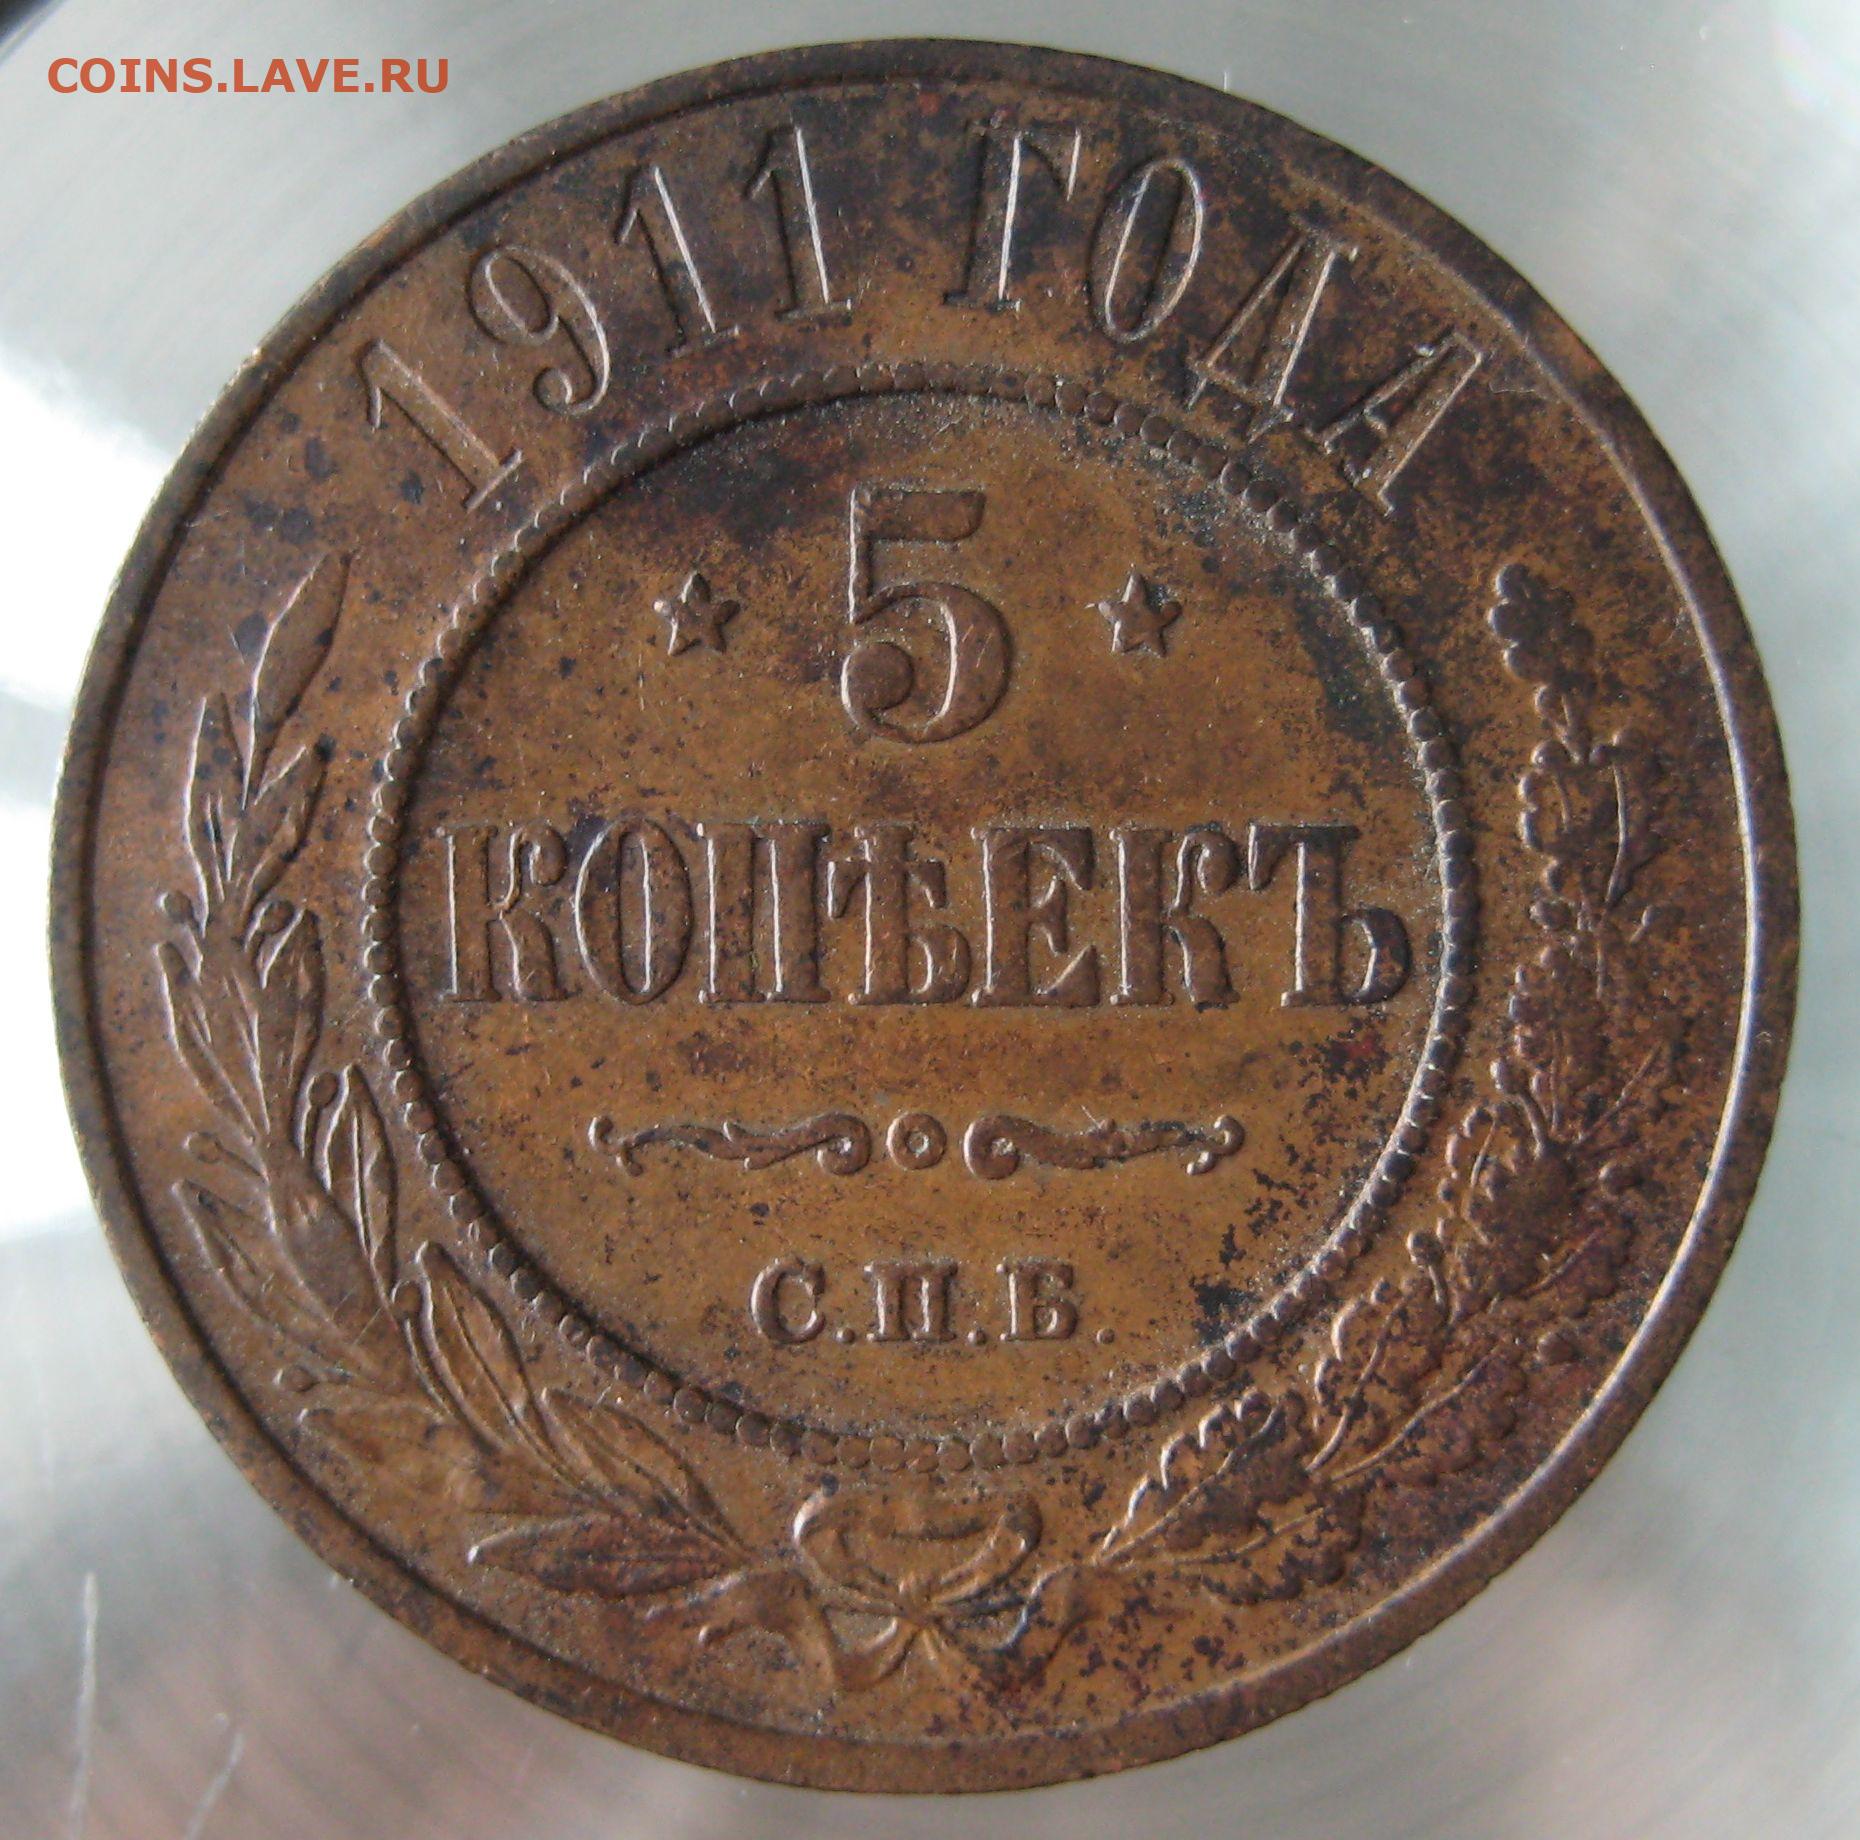 COINS.LAVE.RU
1911 ГОДА
5
КОПѢЕКЪ
С.П.Б.